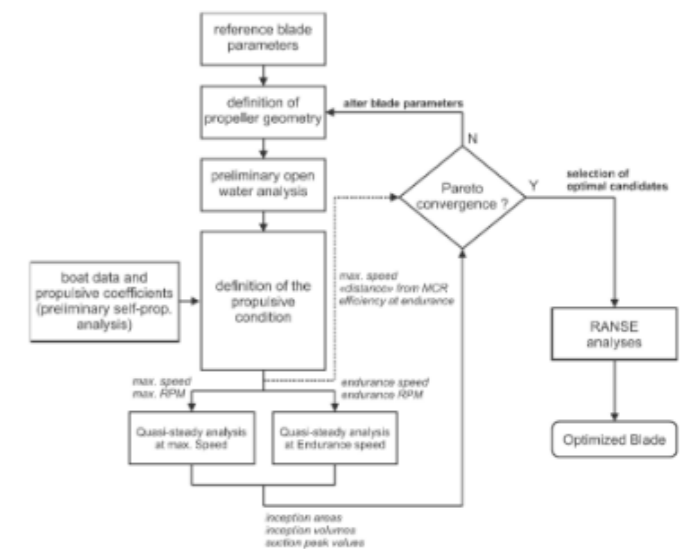 reference blade
parameters
definition of
propeller geometry
alter blade parameters
N
preliminary open
water analysis
Pareto
convergence ?
Y
selection of
optimal candidates
boat data and
propulsive coefficients
(preliminary self-prop.
analysis)
definition of the
propulsive
condition
max. speed
«distance» from MCR
efficiency at endurance
RANSE
analyses
max. speed
max. RPM
endurance speed
endurance RPM
Quasi-steady analysis
at max. Speed
Quasi-steady analysis
at Endurance speed
Optimized Blade
inception areas
inception volumes
suction peak values